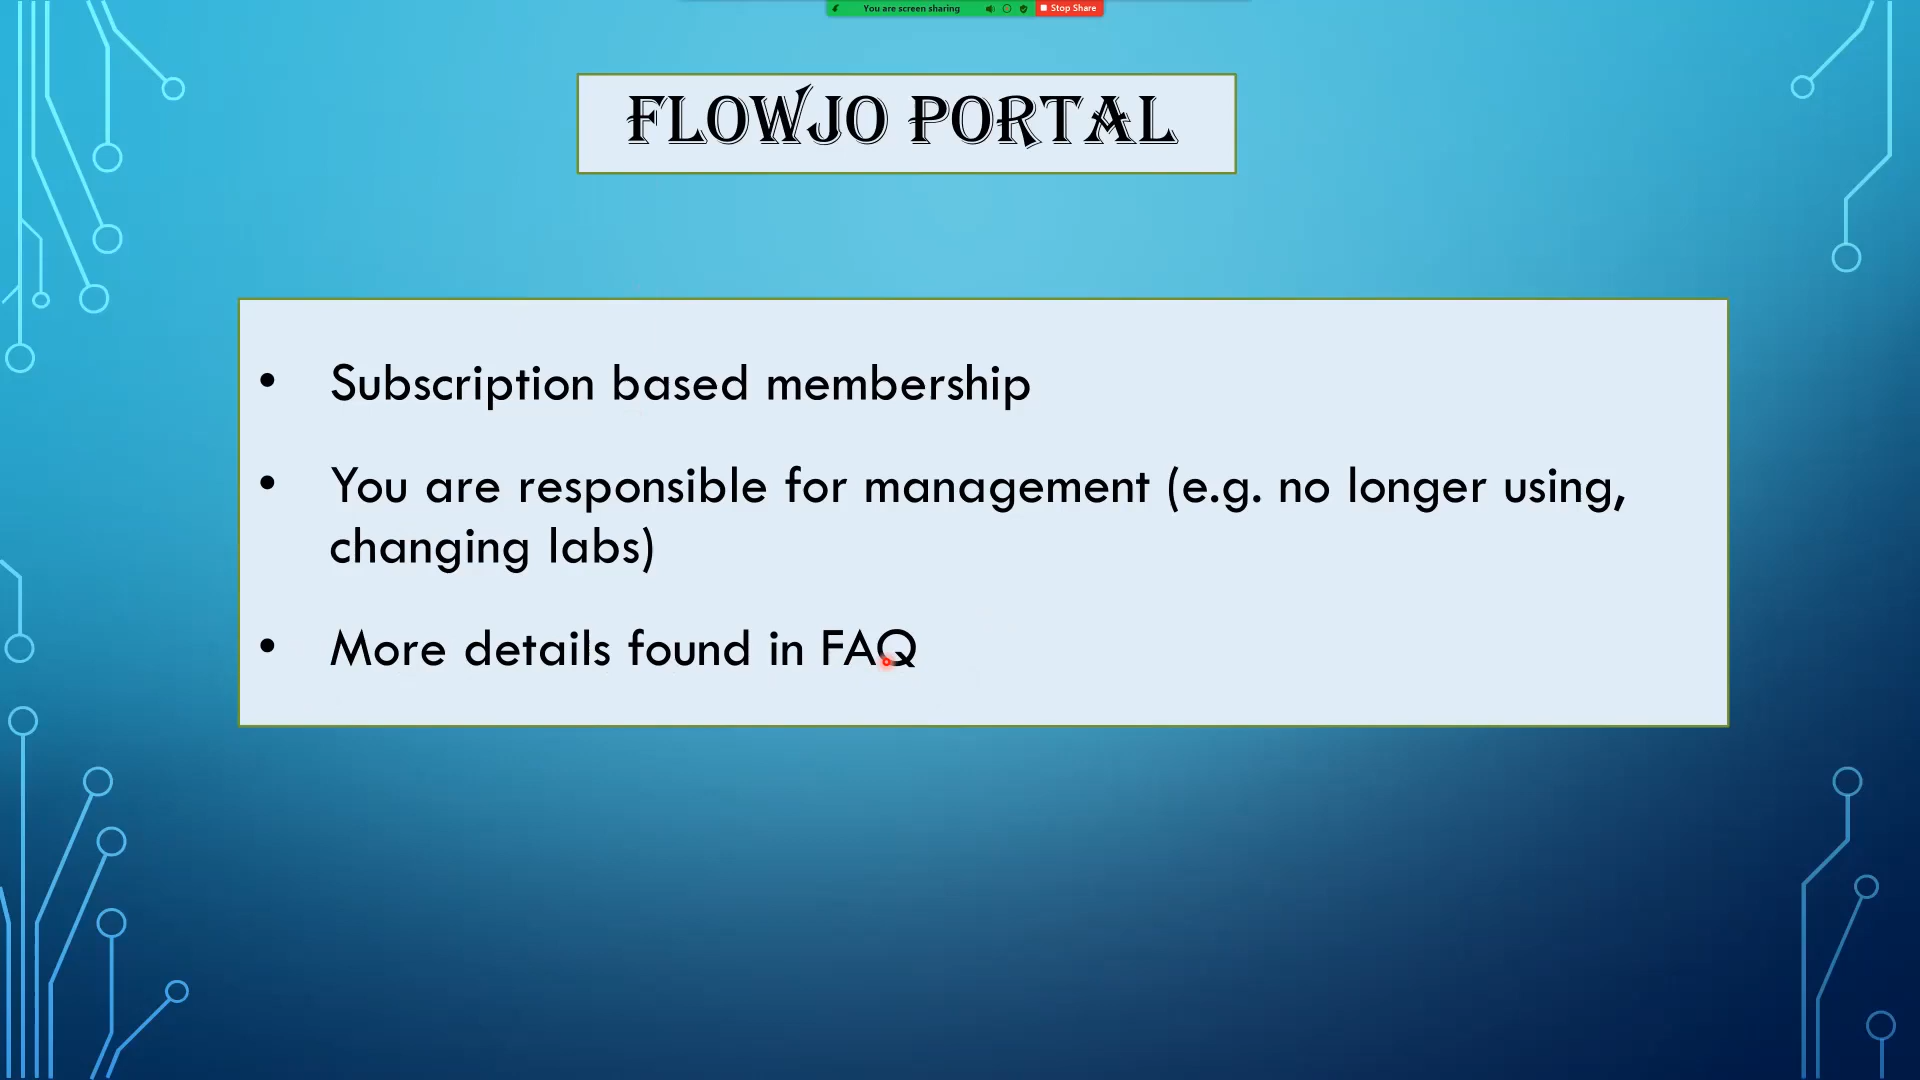 You are screen sharing
Stop Share
FLOWJO PORTAL
• Subscription based membership
• You are responsible for management (e.g. no longer using,
changing labs)
• More details found in FAQ